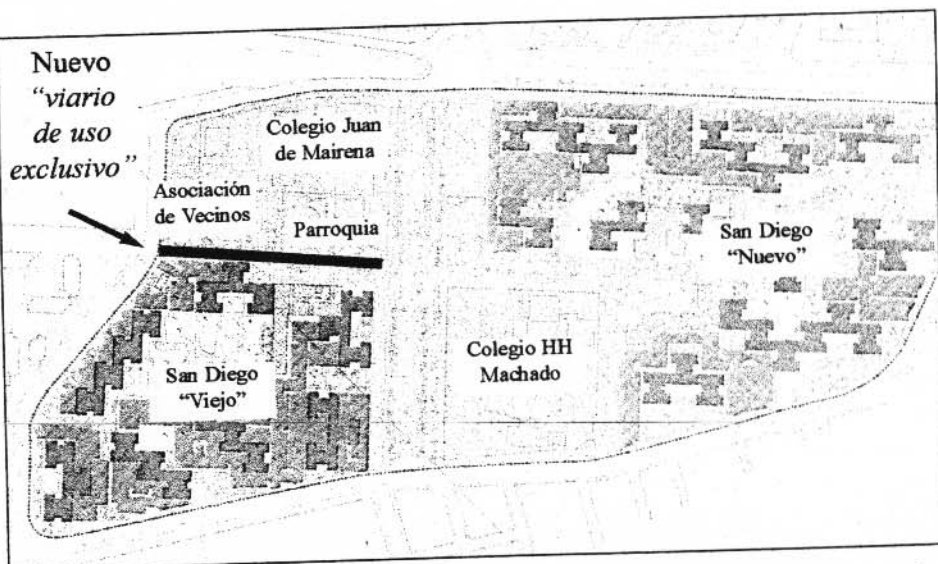 Nuevo
“viario
de uso
exclusivo”
Colegio Juan
de Mairena
Asociación
de Vecinos
Parroquia
San Diego
“Nuevo”
Colegio HH
Machado
San Diego
“Viejo”